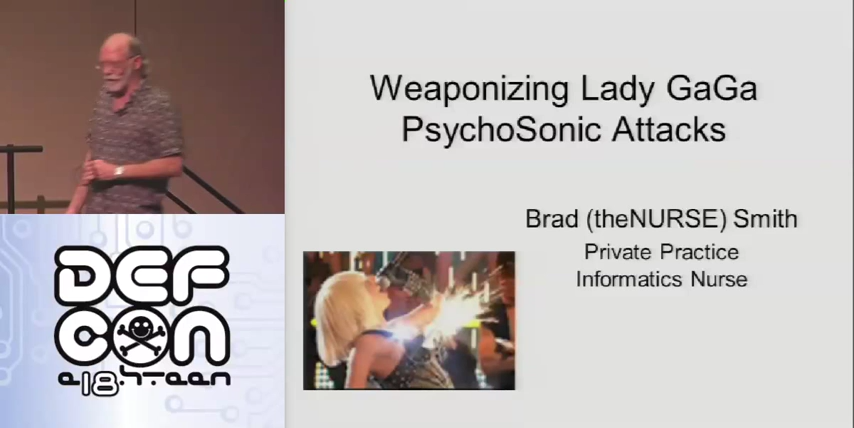 Weaponizing Lady GaGa
PsychoSonic Attacks
Brad (theNURSE) Smith
Private Practice
Informatics Nurse
DEF
CON
e18hteen